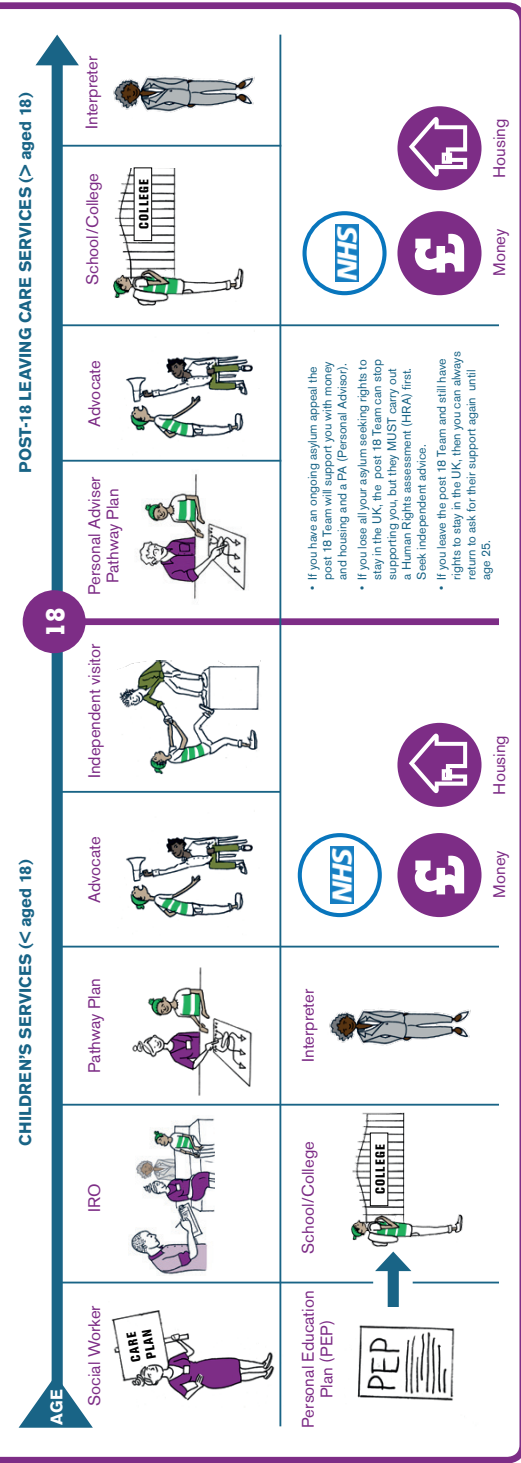 CHILDREN'S SERVICES (< aged 18)
POST-18 LEAVING CARE SERVICES (> aged 18)
AGE
18
Social Worker
CARE
PLAN
IRO
Pathway Plan
Advocate
Independent visitor
Personal Adviser
Pathway Plan
Advocate
School/College
COLLEGE
Interpreter
Personal Education
Plan (PEP)
PEP
School/College
COLLEGE
Interpreter
NHS
£
Money
Housing
• If you have an ongoing asylum appeal the
post 18 Team will support you with money
and housing and a PA (Personal Advisor).
• If you lose all your asylum seeking rights to
stay in the UK, the post 18 Team can stop
supporting you, but they MUST carry out
a Human Rights assessment (HRA) first.
Seek independent advice.
• If you leave the post 18 Team and still have
rights to stay in the UK, then you can always
return to ask for their support again until
age 25.
NHS
£
Money
Housing